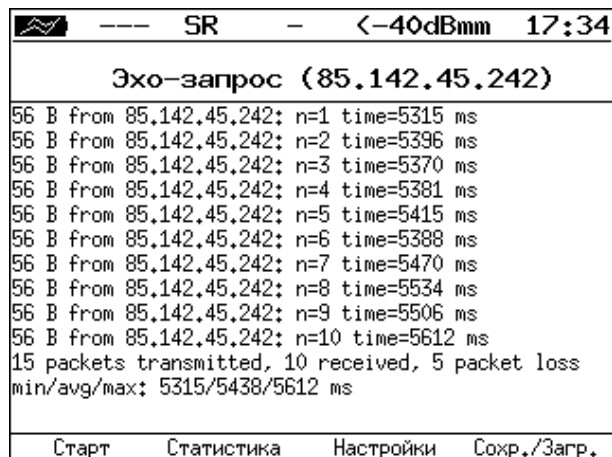 --- SR - <-40dBmm 17:34
Эхо-запрос (85.142.45.242)
56 B from 85.142.45.242: n=1 time=5315 ms
56 B from 85.142.45.242: n=2 time=5396 ms
56 B from 85.142.45.242: n=3 time=5370 ms
56 B from 85.142.45.242: n=4 time=5381 ms
56 B from 85.142.45.242: n=5 time=5415 ms
56 B from 85.142.45.242: n=6 time=5388 ms
56 B from 85.142.45.242: n=7 time=5470 ms
56 B from 85.142.45.242: n=8 time=5534 ms
56 B from 85.142.45.242: n=9 time=5506 ms
56 B from 85.142.45.242: n=10 time=5612 ms
15 packets transmitted, 10 received, 5 packet loss
min/avg/max: 5315/5438/5612 ms
Старт Статистика Настройки Сохр./Загр.